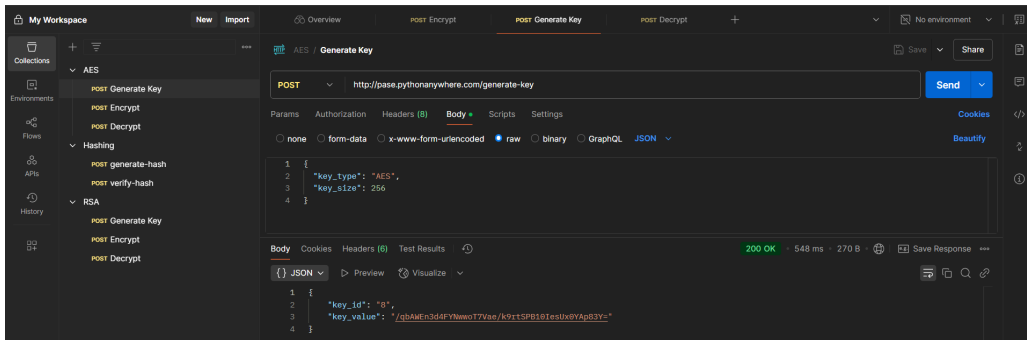 My Workspace New Import Overview POST Encrypt POST Generate Key POST Decrypt No environment
Collections
Environments
Flows
APIs
History
AES
POST Generate Key
POST Encrypt
POST Decrypt
Hashing
POST generate-hash
POST verify-hash
RSA
POST Generate Key
POST Encrypt
POST Decrypt
HTTP AES / Generate Key Save Share
POST http://pase.pythonanywhere.com/generate-key Send
Params Authorization Headers (8) Body Scripts Settings Cookies
none form-data x-www-form-urlencoded raw binary GraphQL JSON Beautify
1 {
2 "key_type": "AES",
3 "key_size": 256
4 }
Body Cookies Headers (6) Test Results 200 OK 548 ms 270 B Save Response
{} JSON Preview Visualize
1 {
2 "key_id": "8",
3 "key_value": "/qbAWEn3d4FYNwwoT7Vae/k9rtSPB10IesUx0YAp83Y="
4 }